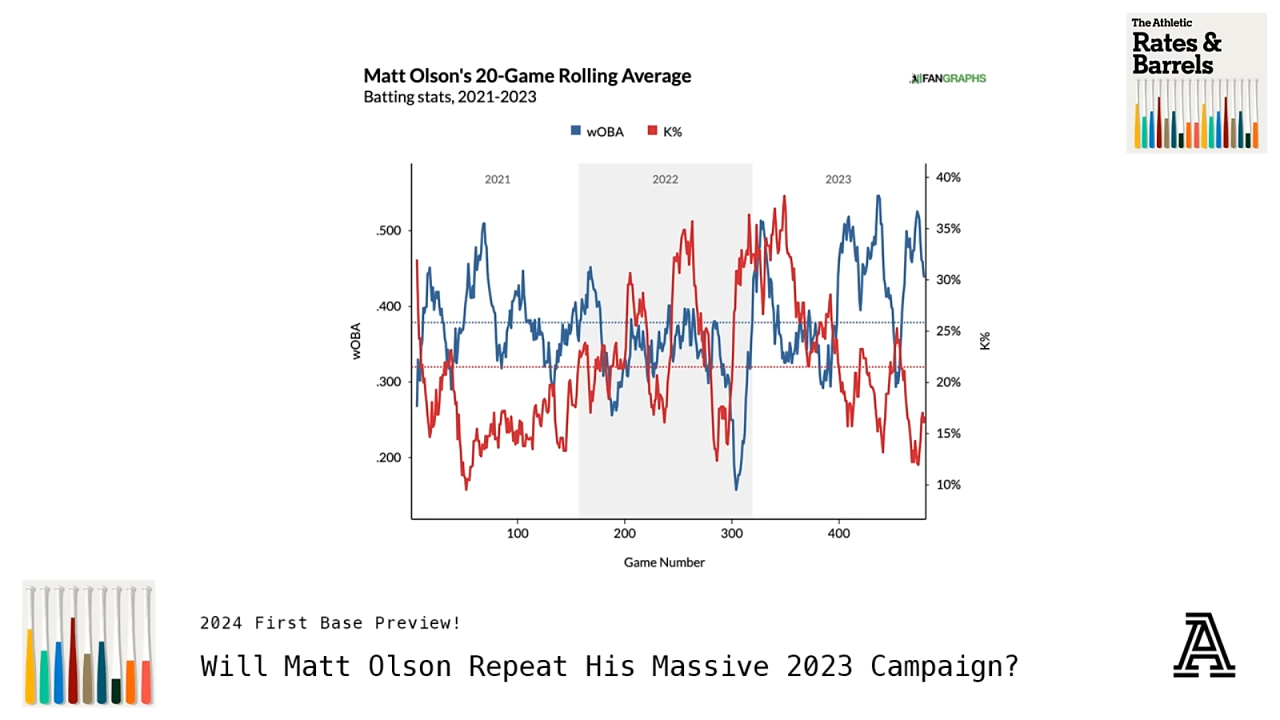 The Athletic
Rates &
Barrels
Matt Olson's 20-Game Rolling Average
Batting stats, 2021-2023
FANGRAPHS
wOBA
K%
2021
2022
2023
.500
.400
.300
.200
wOBA
40%
35%
30%
25%
20%
15%
10%
K%
100
200
300
400
Game Number
2024 First Base Preview!
Will Matt Olson Repeat His Massive 2023 Campaign?
A